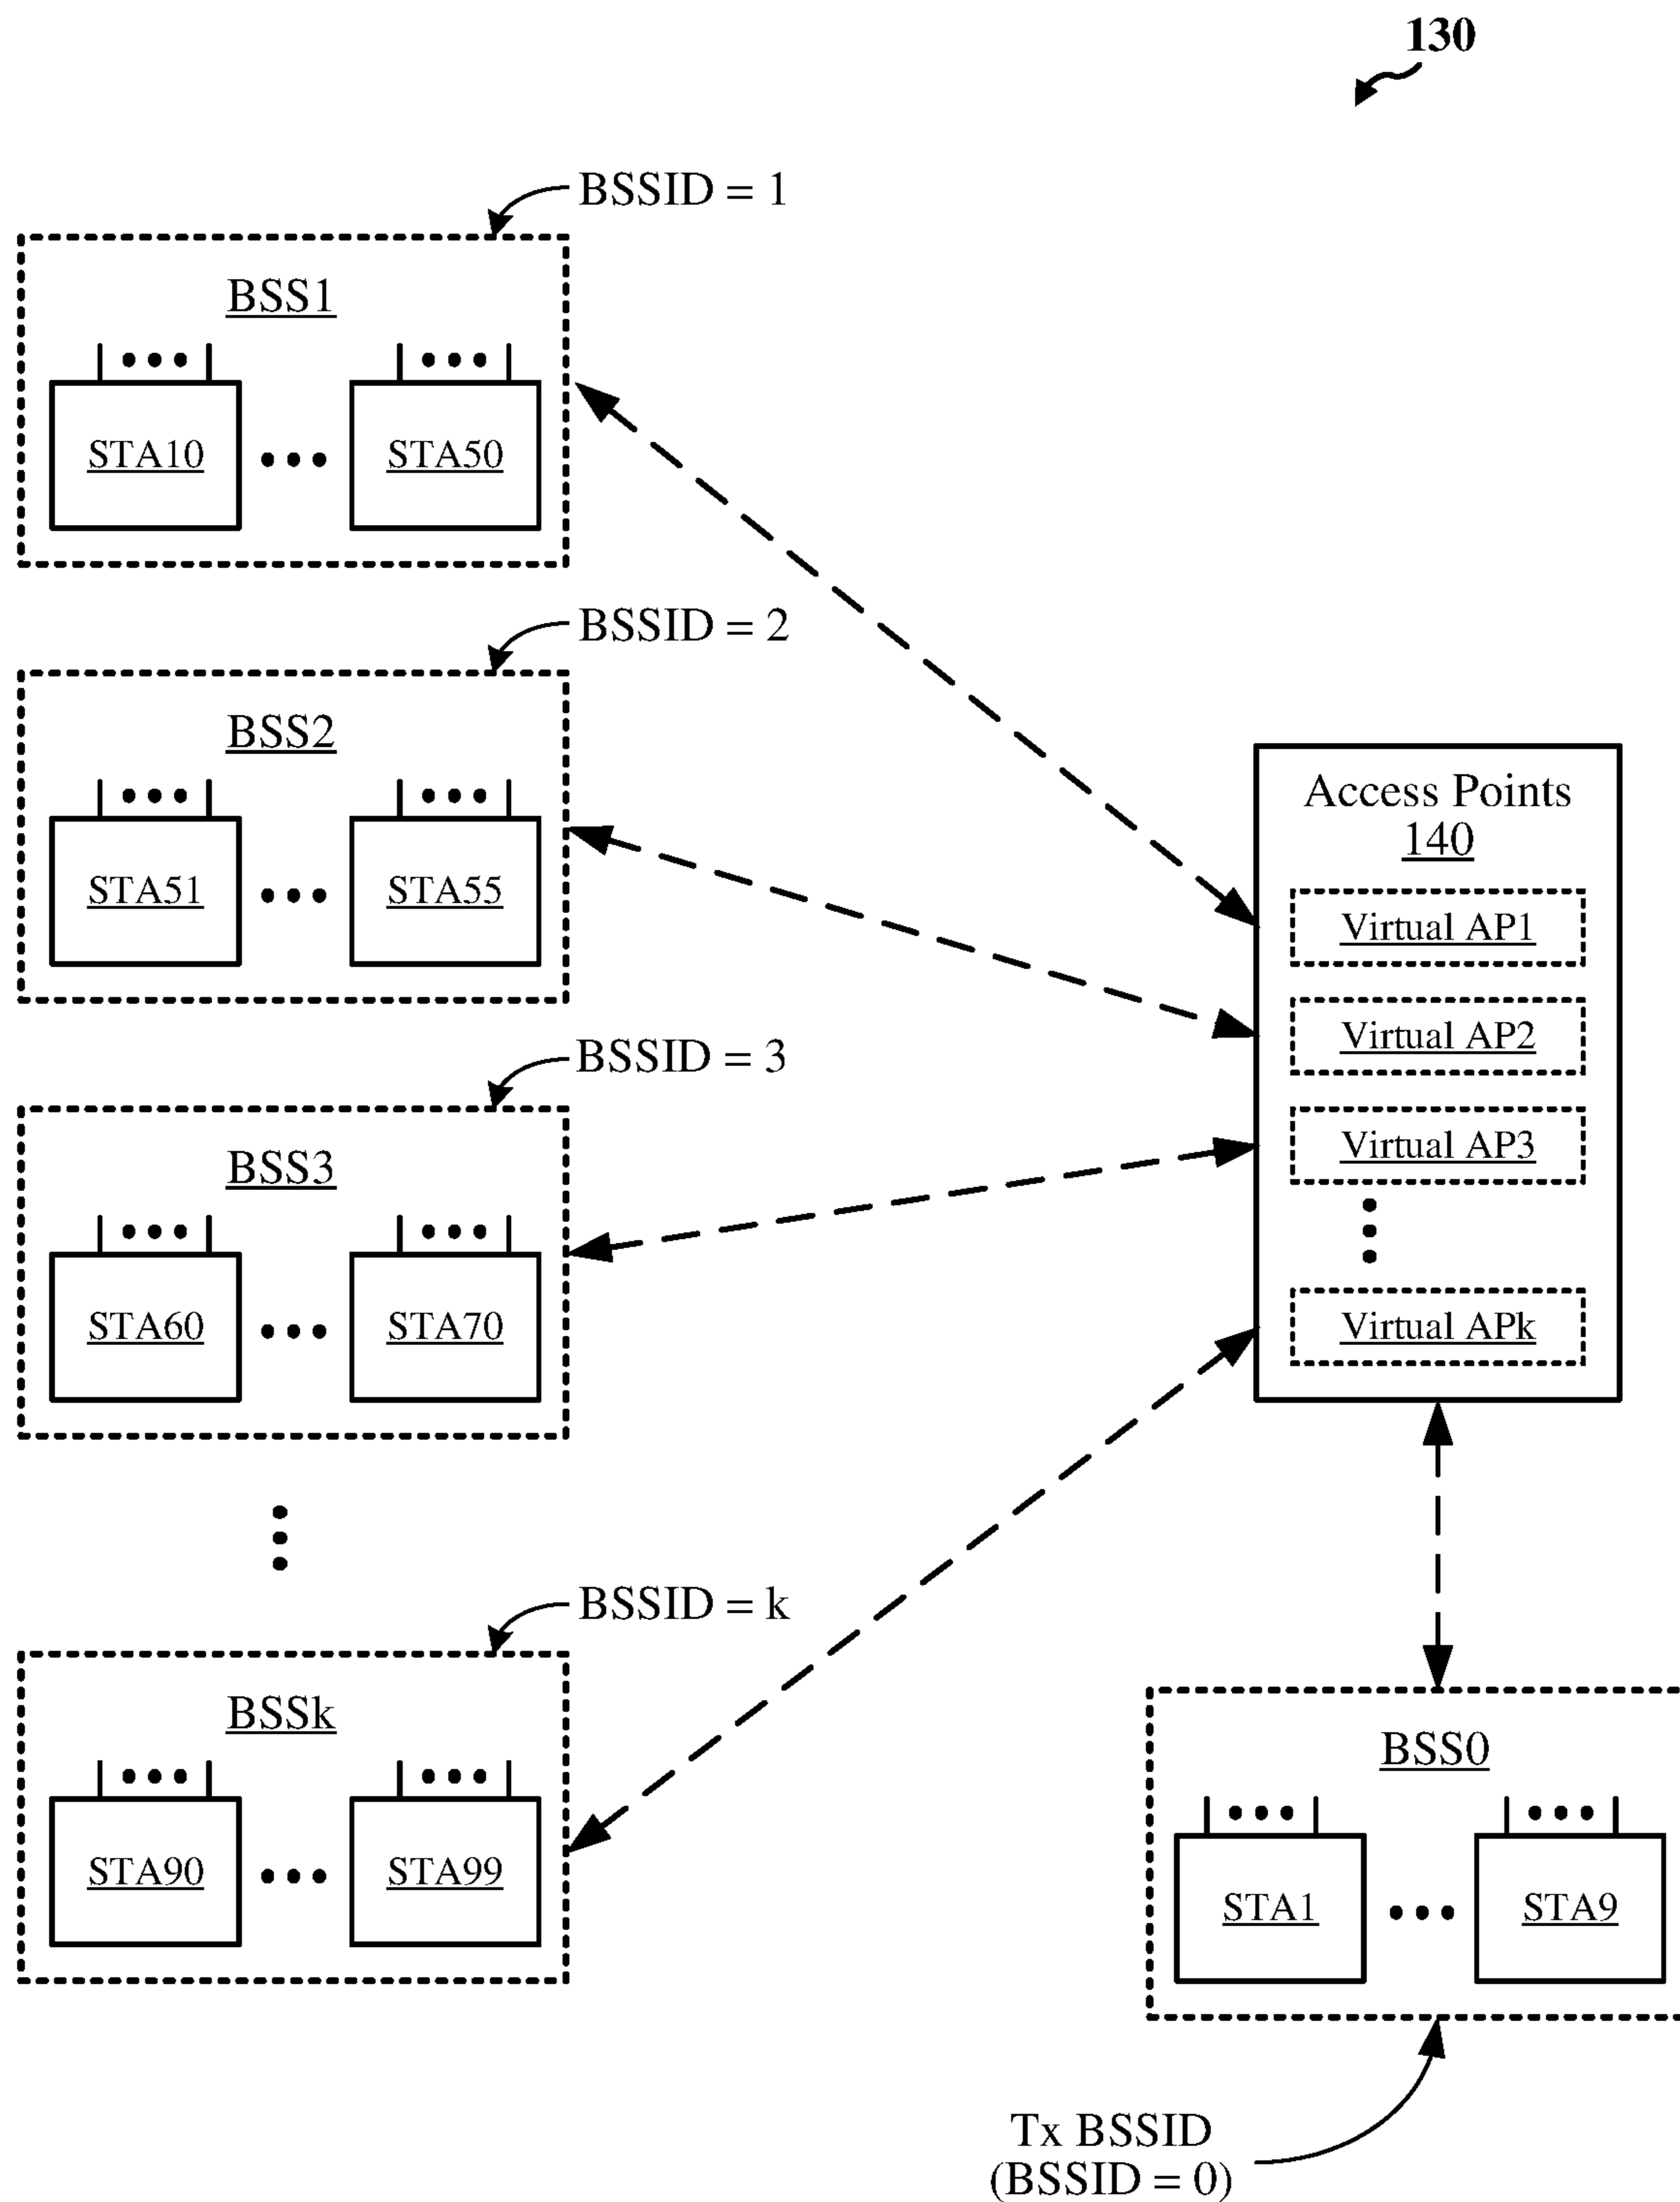 130
BSSID = 1
BSS1
STA10
STA50
BSSID = 2
BSS2
STA51
STA55
BSSID = 3
BSS3
STA60
STA70
BSSID = k
BSSk
STA90
STA99
Access Points
140
Virtual AP1
Virtual AP2
Virtual AP3
Virtual APk
BSS0
STA1
STA9
Tx BSSID
(BSSID = 0)